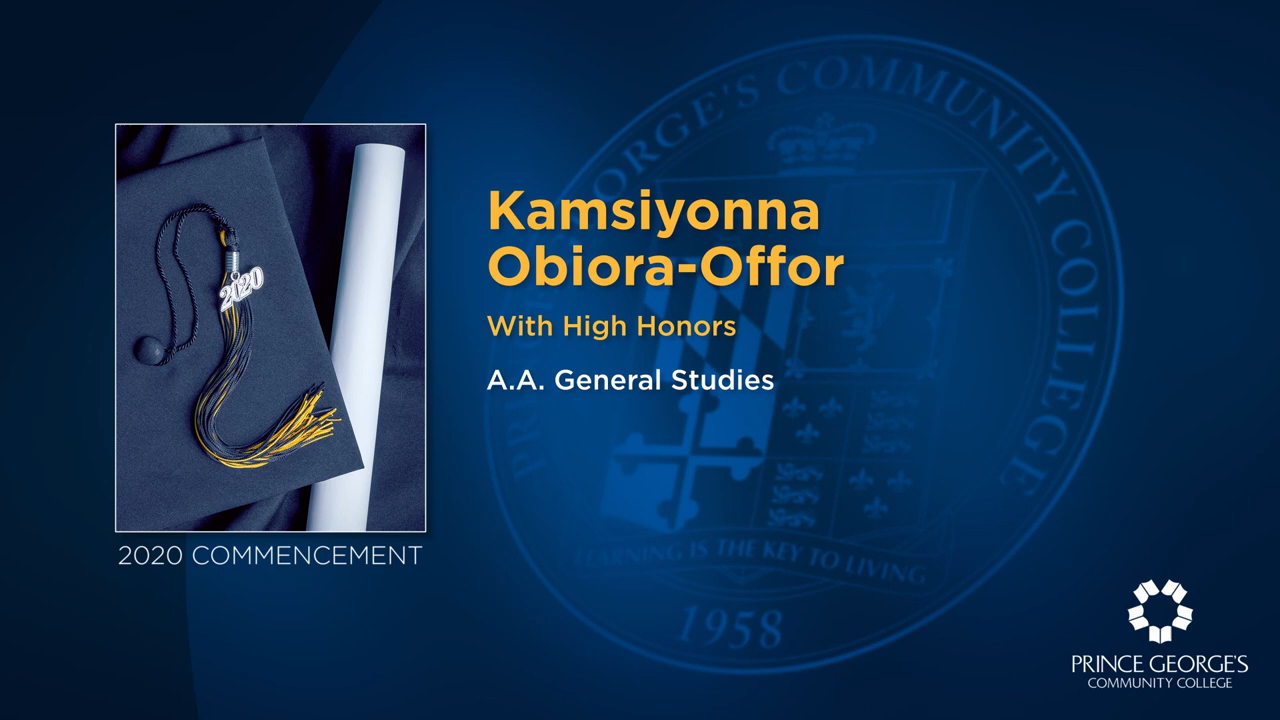 PRINCE GEORGE'S COMMUNITY COLLEGE
2020
Kamsiyonna
Obiora-Offor
With High Honors
A.A. General Studies
LEARNING IS THE KEY TO LIVING
1958
2020 COMMENCEMENT
PRINCE GEORGE'S
COMMUNITY COLLEGE